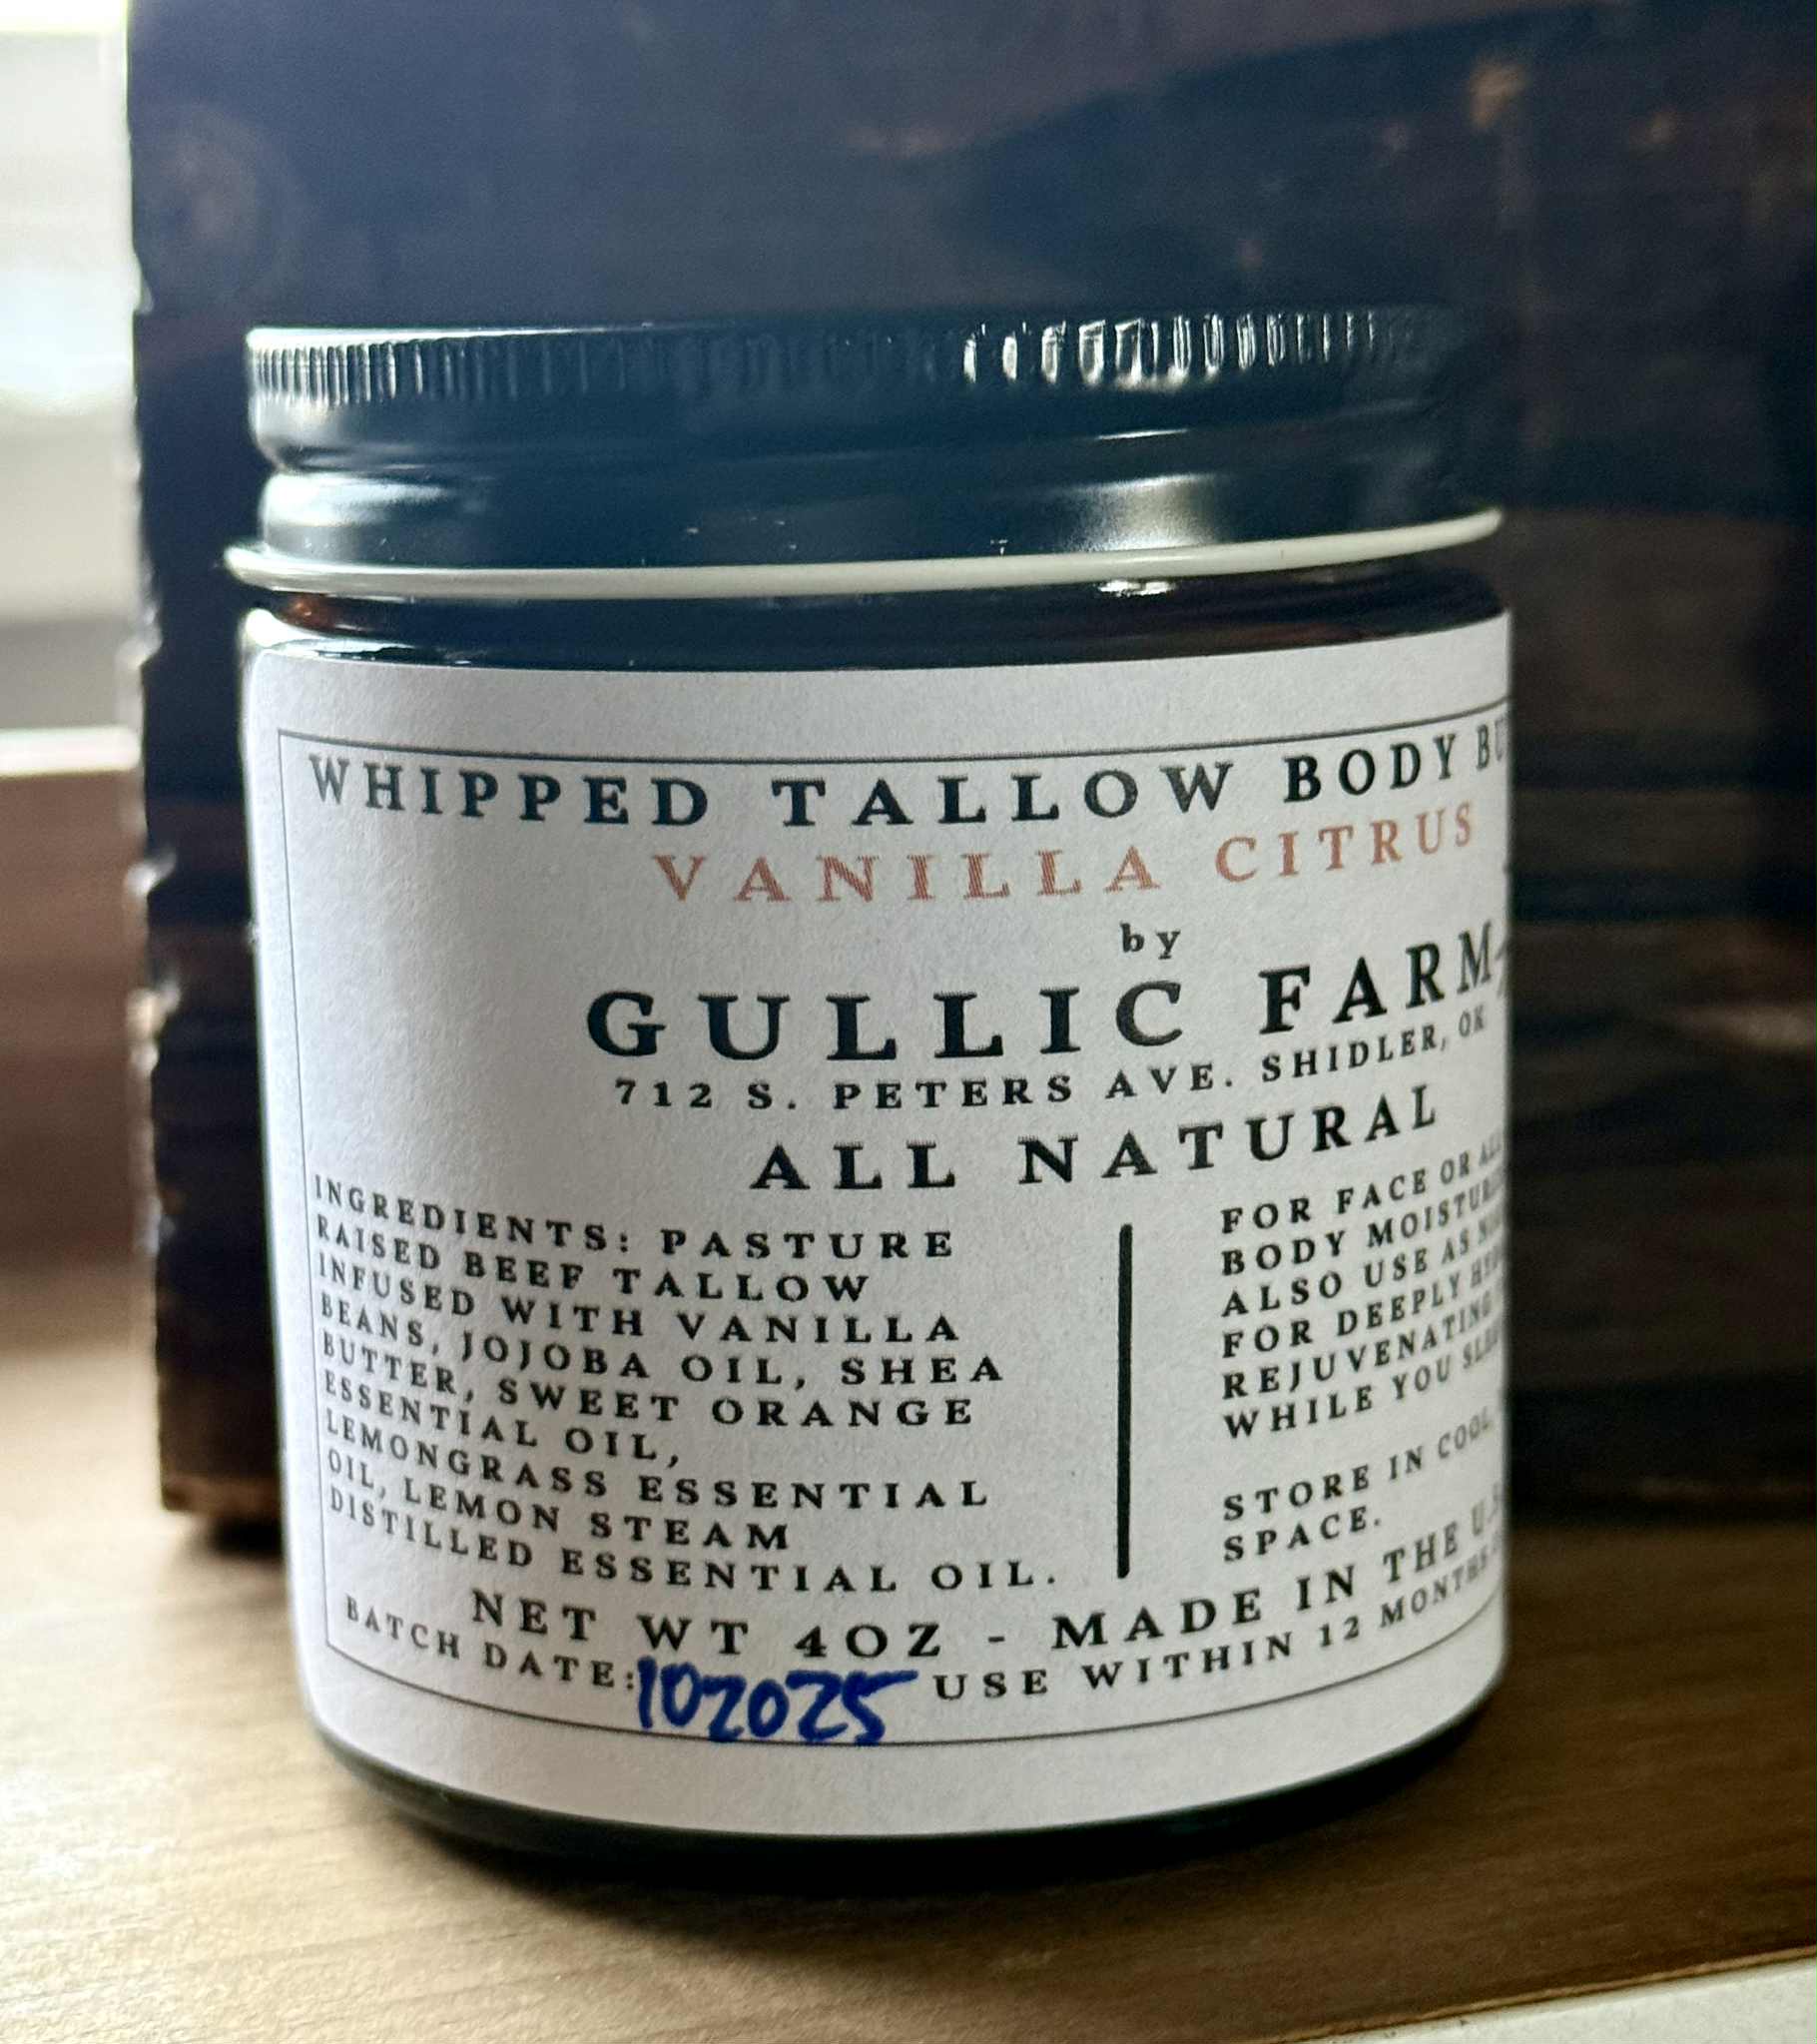 WHIPPED TALLOW BODY
VANILLA CITRUS
by
GULLIC FARM
712 S. PETERS AVE. SHIDLER, OK
ALL NATURAL
INGREDIENTS: PASTURE
RAISED BEEF TALLOW
INFUSED WITH VANILLA
BEANS, JOJOBA OIL, SHEA
BUTTER, SWEET ORANGE
ESSENTIAL OIL,
LEMONGRASS ESSENTIAL
OIL, LEMON STEAM
DISTILLED ESSENTIAL OIL.
FOR FACE OR
BODY
ALSO USE AS
FOR DEEPLY
REJUVENATING
WHILE YOU
STORE IN COOL
SPACE.
NET WT 4OZ - MADE IN THE
BATCH DATE: 102025 USE WITHIN 12 MONTHS